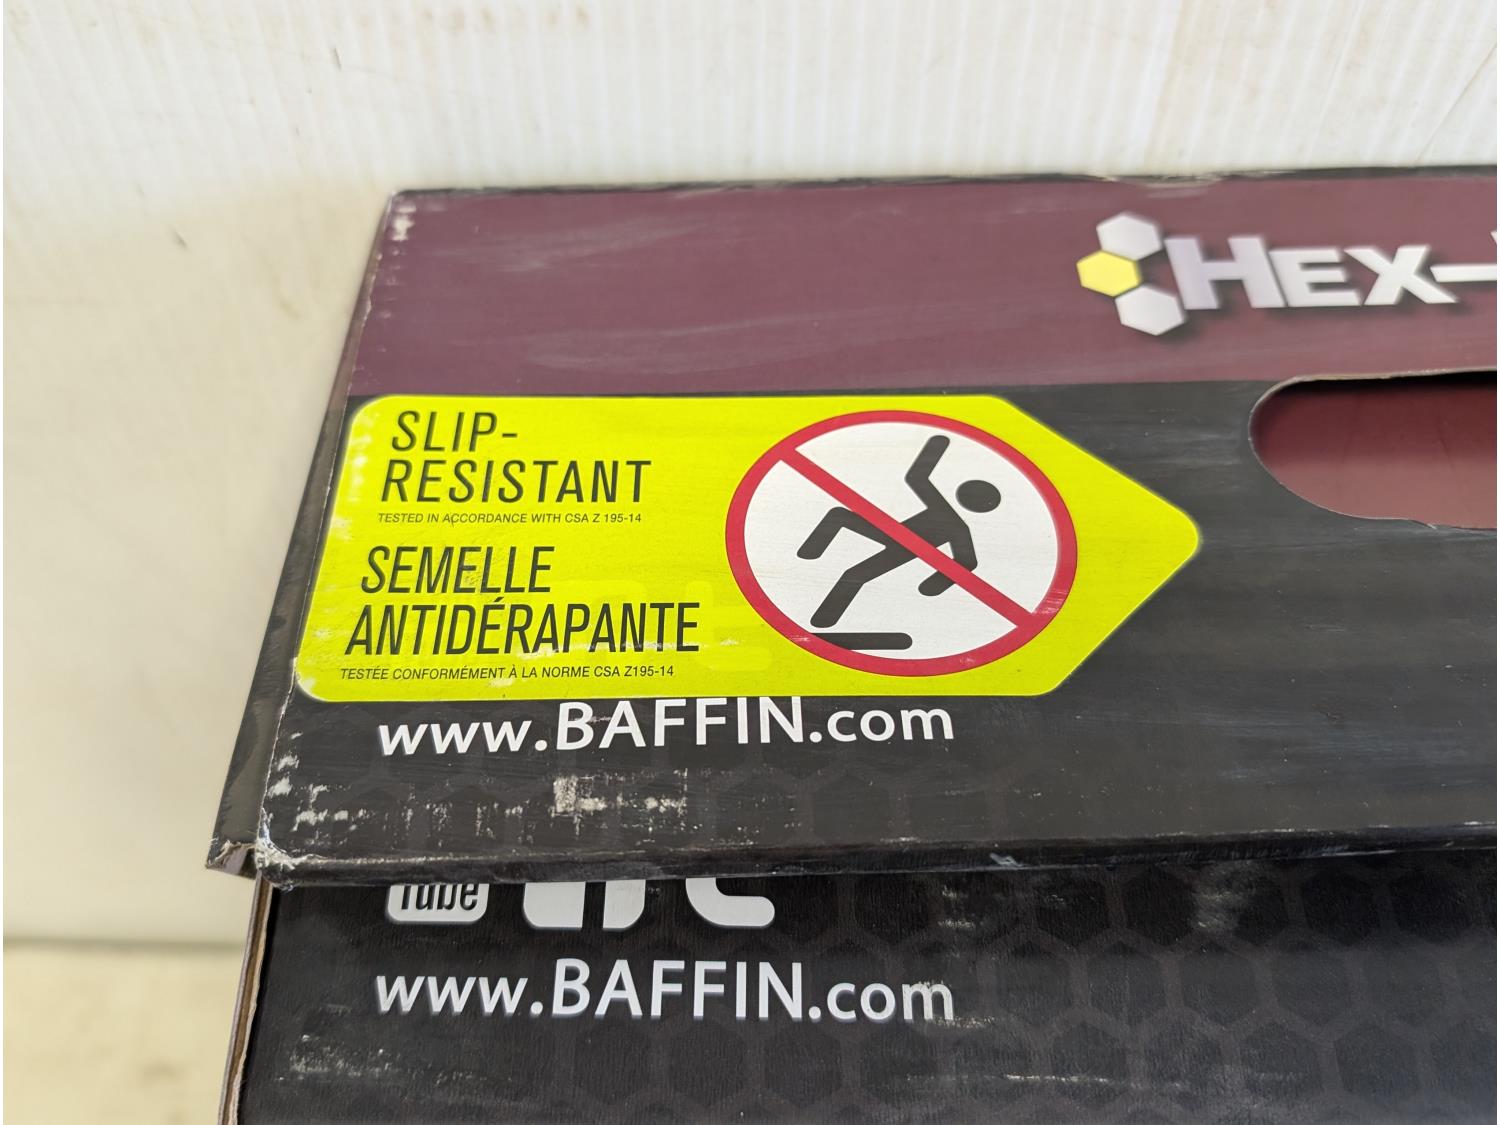 HEX-
SLIP-
RESISTANT
TESTED IN ACCORDANCE WITH CSA Z 195-14
SEMELLE
ANTIDÉRAPANTE
TESTÉE CONFORMÉMENT À LA NORME CSA Z195-14
www.BAFFIN.com
Tube
www.BAFFIN.com